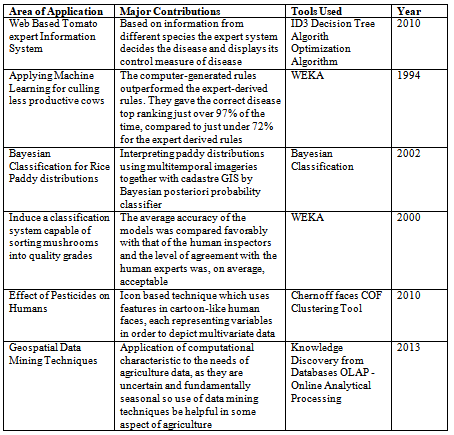 Area of Application Major Contributions Tools Used Year
Web Based Tomato
expert Information
System
Based on information from
different species the expert system
decides the disease and displays its
control measure of disease
ID3 Decision Tree
Algorith
Optimization
Algorithm
2010
Applying Machine
Learning for culling
less productive cows
The computer-generated rules
outperformed the expert-derived
rules. They gave the correct disease
top ranking just over 97% of the
time, compared to just under 72%
for the expert derived rules
WEKA
1994
Bayesian
Classification for Rice
Paddy distributions
Interpreting paddy distributions
using multitemporal imageries
together with cadastre GIS by
Bayesian posteriori probability
classifier
Bayesian
Classification
2002
Induce a classification
system capable of
sorting mushrooms
into quality grades
The average accuracy of the
models was compared favorably
with that of the human inspectors
and the level of agreement with the
human experts was, on average,
acceptable
WEKA
2000
Effect of Pesticides on
Humans
Icon based technique which uses
features in cartoon-like human
faces, each representing variables
in order to depict multivariate data
Chernoff faces COF
Clustering Tool
2010
Geospatial Data
Mining Techniques
Application of computational
characteristic to the needs of
agriculture data, as they are
uncertain and fundamentally
seasonal so use of data mining
techniques be helpful in some
aspect of agriculture
Knowledge
Discovery from
Databases OLAP -
Online Analytical
Processing
2013